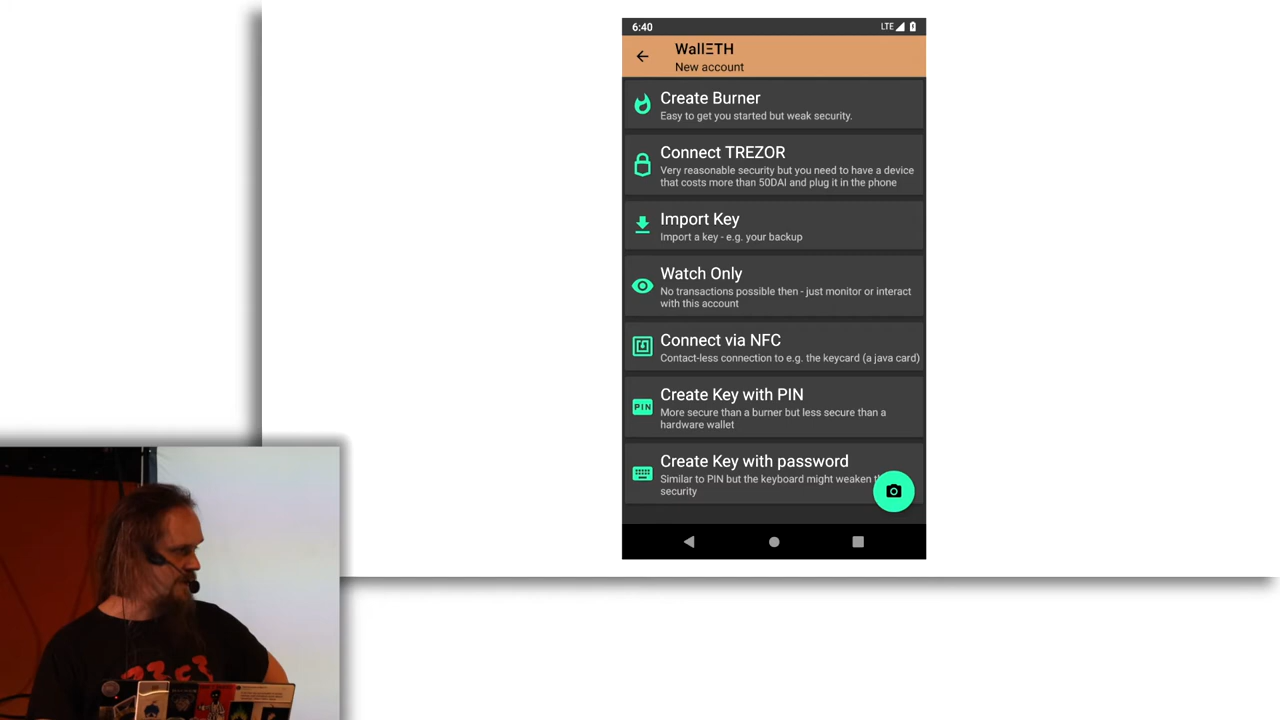 6:40
LTE
WallΞTH
New account
Create Burner
Easy to get you started but weak security.
Connect TREZOR
Very reasonable security but you need to have a device
that costs more than 50DAI and plug it in the phone
Import Key
Import a key - e.g. your backup
Watch Only
No transactions possible then - just monitor or interact
with this account
Connect via NFC
Contact-less connection to e.g. the keycard (a java card)
Create Key with PIN
PIN
More secure than a burner but less secure than a
hardware wallet
Create Key with password
Similar to PIN but the keyboard might weaken
security
23c3